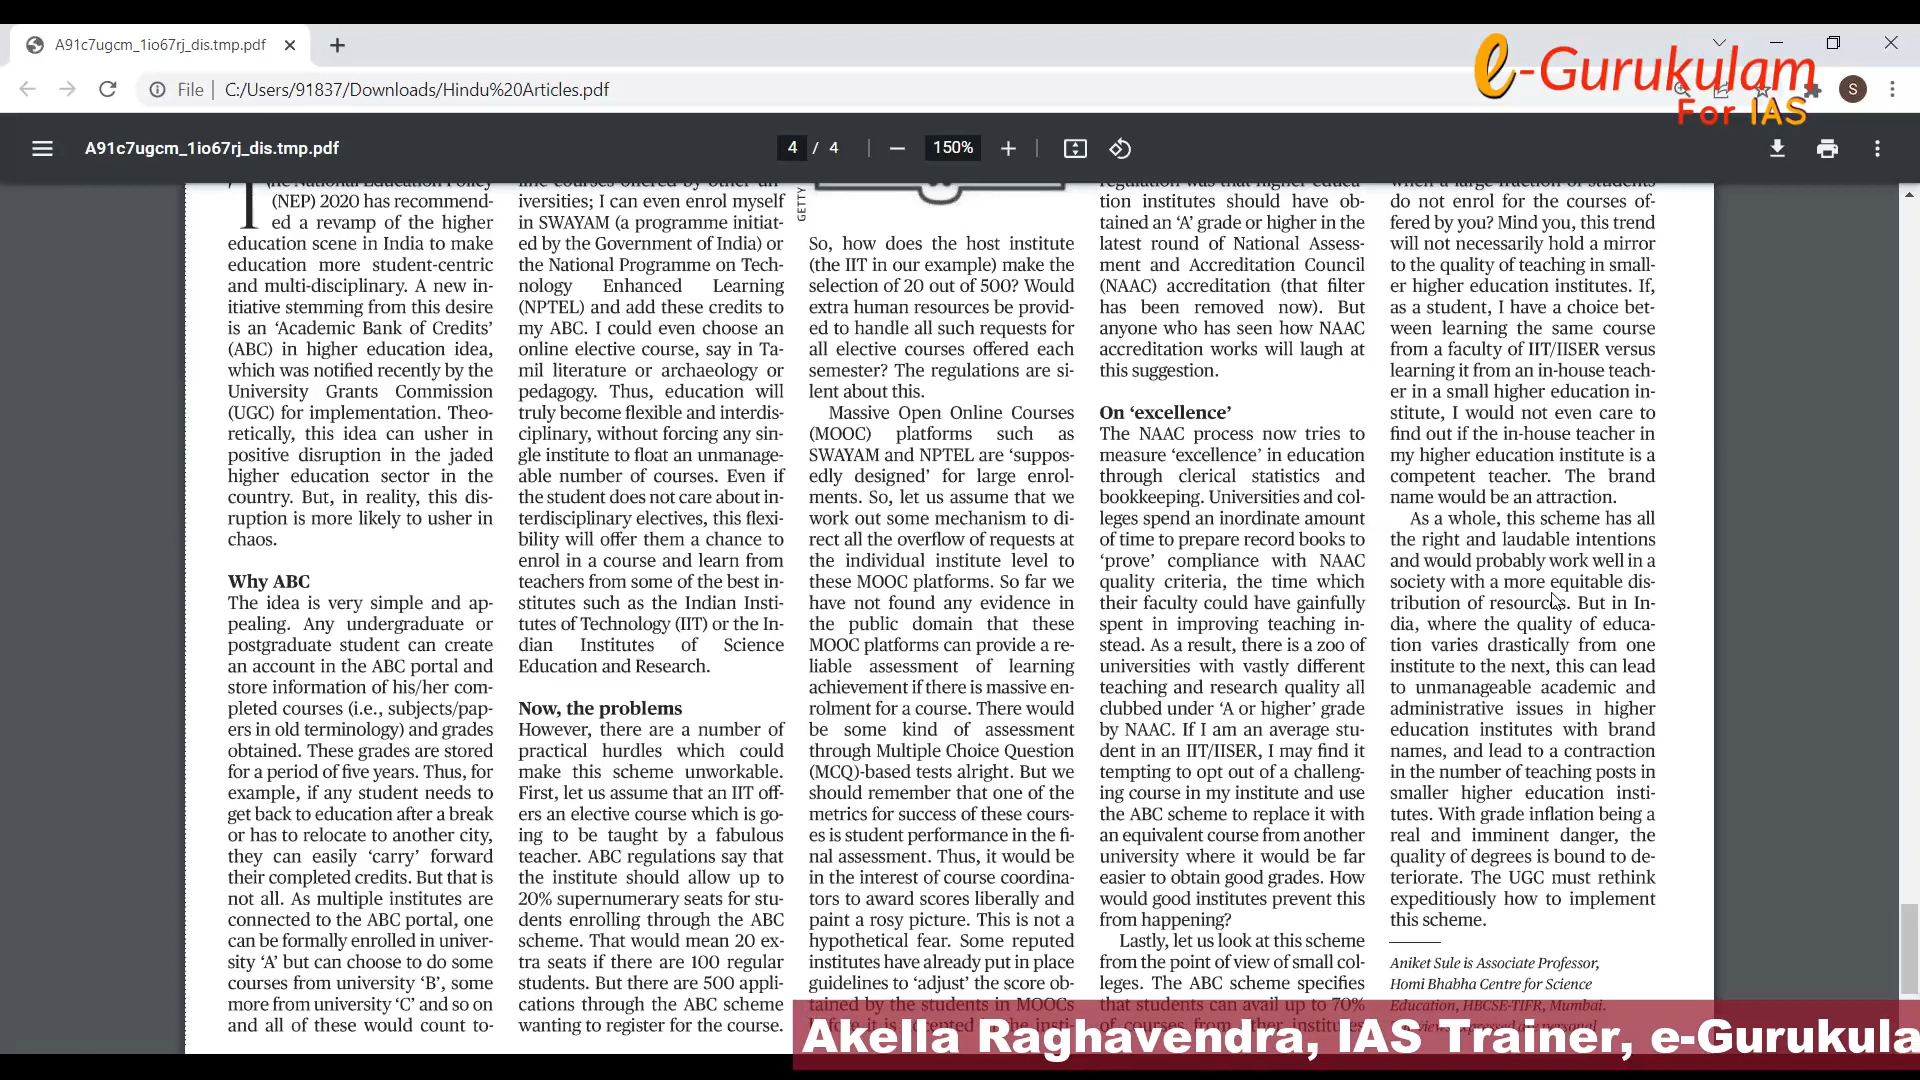 A91c7ugcm_1io67rj_dis.tmp.pdf
e-Gurukulam
For IAS
File
C:/Users/91837/Downloads/Hindu%20Articles.pdf
S
A91c7ugcm_1io67rj_dis.tmp.pdf
4 / 4
150%
The National Education Policy
(NEP) 2020 has recommend-
ed a revamp of the higher
education scene in India to make
education more student-centric
and multi-disciplinary. A new in-
itiative stemming from this desire
is an ‘Academic Bank of Credits’
(ABC) in higher education idea,
which was notified recently by the
University Grants Commission
(UGC) for implementation. Theo-
retically, this idea can usher in
positive disruption in the jaded
higher education sector in the
country. But, in reality, this dis-
ruption is more likely to usher in
chaos.
Why ABC
The idea is very simple and ap-
pealing. Any undergraduate or
postgraduate student can create
an account in the ABC portal and
store information of his/her com-
pleted courses (i.e., subjects/pap-
ers in old terminology) and grades
obtained. These grades are stored
for a period of five years. Thus, for
example, if any student needs to
get back to education after a break
or has to relocate to another city,
they can easily ‘carry’ forward
their completed credits. But that is
not all. As multiple institutes are
connected to the ABC portal, one
can be formally enrolled in univer-
sity ‘A’ but can choose to do some
courses from university ‘B’, some
more from university ‘C’ and so on
and all of these would count to-
line courses offered by other un-
iversities; I can even enrol myself
in SWAYAM (a programme initiat-
ed by the Government of India) or
the National Programme on Tech-
nology Enhanced Learning
(NPTEL) and add these credits to
my ABC. I could even choose an
online elective course, say in Ta-
mil literature or archaeology or
pedagogy. Thus, education will
truly become flexible and interdis-
ciplinary, without forcing any sin-
gle institute to float an unmanage-
able number of courses. Even if
the student does not care about in-
terdisciplinary electives, this flexi-
bility will offer them a chance to
enrol in a course and learn from
teachers from some of the best in-
stitutes such as the Indian Insti-
tutes of Technology (IIT) or the In-
dian Institutes of Science
Education and Research.
Now, the problems
However, there are a number of
practical hurdles which could
make this scheme unworkable.
First, let us assume that an IIT off-
ers an elective course which is go-
ing to be taught by a fabulous
teacher. ABC regulations say that
the institute should allow up to
20% supernumerary seats for stu-
dents enrolling through the ABC
scheme. That would mean 20 ex-
tra seats if there are 100 regular
students. But there are 500 appli-
cations through the ABC scheme
wanting to register for the course.
GETTY
So, how does the host institute
(the IIT in our example) make the
selection of 20 out of 500? Would
extra human resources be provid-
ed to handle all such requests for
all elective courses offered each
semester? The regulations are si-
lent about this.
Massive Open Online Courses
(MOOC) platforms such as
SWAYAM and NPTEL are ‘suppos-
edly designed’ for large enrol-
ments. So, let us assume that we
work out some mechanism to di-
rect all the overflow of requests at
the individual institute level to
these MOOC platforms. So far we
have not found any evidence in
the public domain that these
MOOC platforms can provide a re-
liable assessment of learning
achievement if there is massive en-
rolment for a course. There would
be some kind of assessment
through Multiple Choice Question
(MCQ)-based tests alright. But we
should remember that one of the
metrics for success of these cours-
es is student performance in the fi-
nal assessment. Thus, it would be
in the interest of course coordina-
tors to award scores liberally and
paint a rosy picture. This is not a
hypothetical fear. Some reputed
institutes have already put in place
guidelines to ‘adjust’ the score ob-
tained by the students in MOOCs
before it is accepted in the insti-
regulation was that higher educa-
tion institutes should have ob-
tained an ‘A’ grade or higher in the
latest round of National Assess-
ment and Accreditation Council
(NAAC) accreditation (that filter
has been removed now). But
anyone who has seen how NAAC
accreditation works will laugh at
this suggestion.
On ‘excellence’
The NAAC process now tries to
measure ‘excellence’ in education
through clerical statistics and
bookkeeping. Universities and col-
leges spend an inordinate amount
of time to prepare record books to
‘prove’ compliance with NAAC
quality criteria, the time which
their faculty could have gainfully
spent in improving teaching in-
stead. As a result, there is a zoo of
universities with vastly different
teaching and research quality all
clubbed under ‘A or higher’ grade
by NAAC. If I am an average stu-
dent in an IIT/IISER, I may find it
tempting to opt out of a challeng-
ing course in my institute and use
the ABC scheme to replace it with
an equivalent course from another
university where it would be far
easier to obtain good grades. How
would good institutes prevent this
from happening?
Lastly, let us look at this scheme
from the point of view of small col-
leges. The ABC scheme specifies
that students can avail up to 70%
of courses from other institutes
when a large fraction of students
do not enrol for the courses of-
fered by you? Mind you, this trend
will not necessarily hold a mirror
to the quality of teaching in small-
er higher education institutes. If,
as a student, I have a choice bet-
ween learning the same course
from a faculty of IIT/IISER versus
learning it from an in-house teach-
er in a small higher education in-
stitute, I would not even care to
find out if the in-house teacher in
my higher education institute is a
competent teacher. The brand
name would be an attraction.
As a whole, this scheme has all
the right and laudable intentions
and would probably work well in a
society with a more equitable dis-
tribution of resources. But in In-
dia, where the quality of educa-
tion varies drastically from one
institute to the next, this can lead
to unmanageable academic and
administrative issues in higher
education institutes with brand
names, and lead to a contraction
in the number of teaching posts in
smaller higher education insti-
tutes. With grade inflation being a
real and imminent danger, the
quality of degrees is bound to de-
teriorate. The UGC must rethink
expeditiously how to implement
this scheme.
Aniket Sule is Associate Professor,
Homi Bhabha Centre for Science
Education, HBCSE-TIFR, Mumbai.
views expressed are personal
Akella Raghavendra, IAS Trainer, e-Gurukula